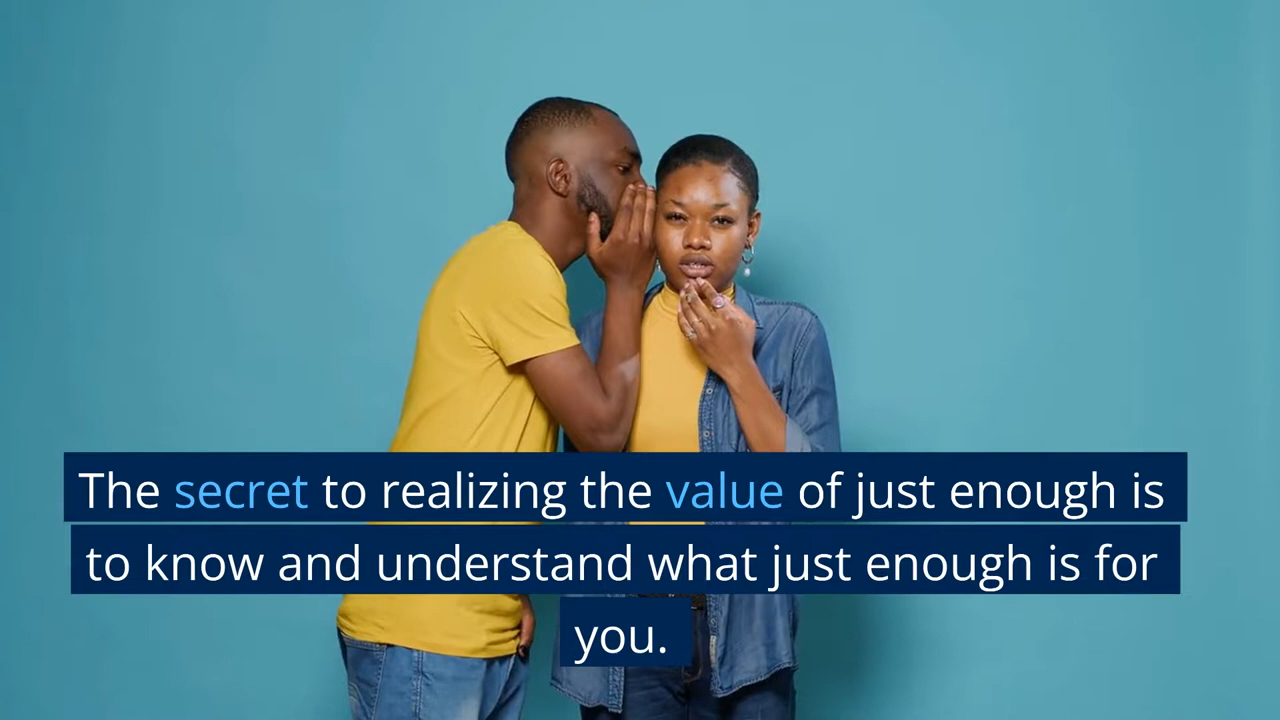 The secret to realizing the value of just enough is
to know and understand what just enough is for
you.